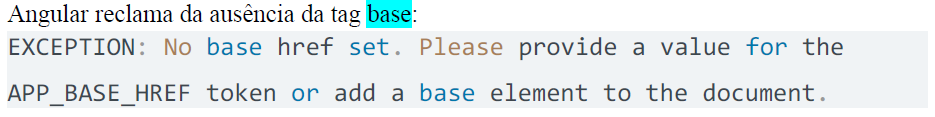 Angular reclama da ausência da tag base:
EXCEPTION: No base href set. Please provide a value for the
APP_BASE_HREF token or add a base element to the document.